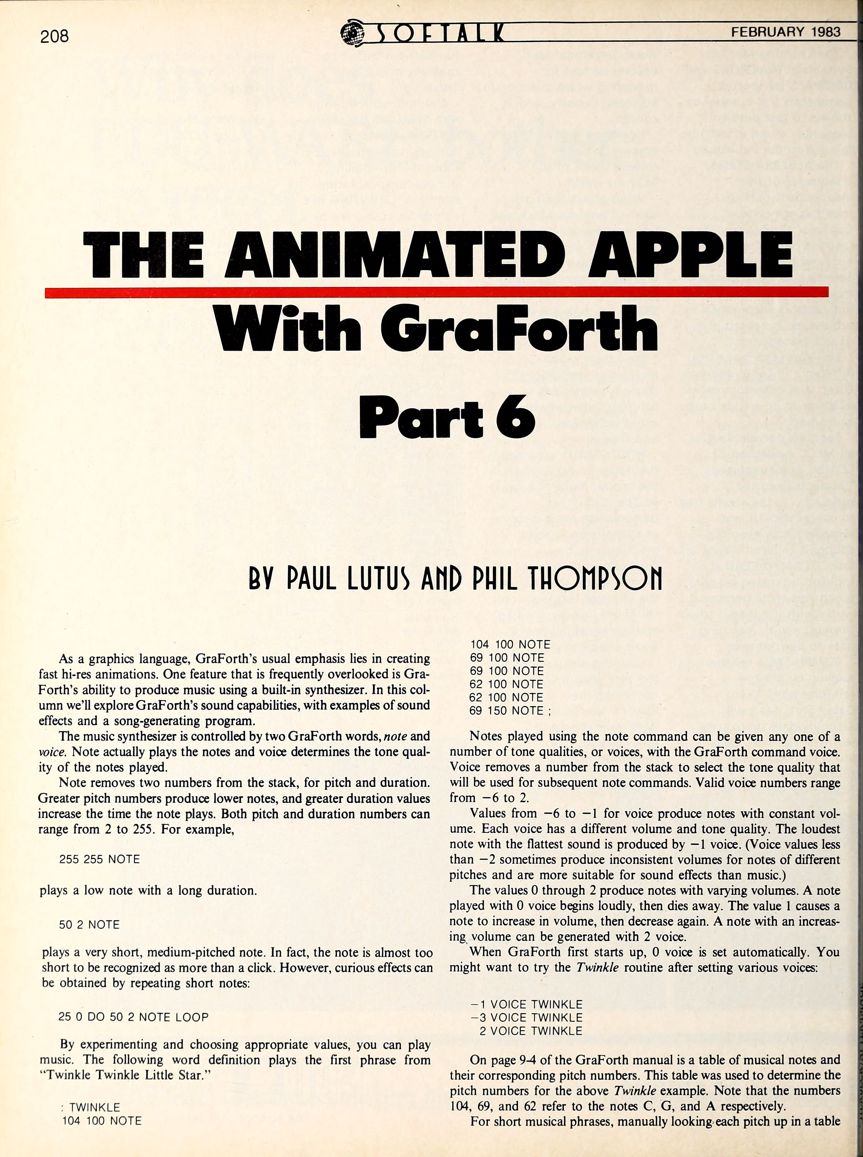 208
SOFTALK
FEBRUARY 1983
THE ANIMATED APPLE
With GraForth
Part 6
BY PAUL LUTUS AND PHIL THOMPSON
As a graphics language, GraForth's usual emphasis lies in creating
fast hi-res animations. One feature that is frequently overlooked is Gra-
Forth's ability to produce music using a built-in synthesizer. In this col-
umn we'll explore GraForth's sound capabilities, with examples of sound
effects and a song-generating program.
The music synthesizer is controlled by two GraForth words, note and
voice. Note actually plays the notes and voice determines the tone qual-
ity of the notes played.
Note removes two numbers from the stack, for pitch and duration.
Greater pitch numbers produce lower notes, and greater duration values
increase the time the note plays. Both pitch and duration numbers can
range from 2 to 255. For example,
255 255 NOTE
plays a low note with a long duration.
50 2 NOTE
plays a very short, medium-pitched note. In fact, the note is almost too
short to be recognized as more than a click. However, curious effects can
be obtained by repeating short notes:
25 0 DO 50 2 NOTE LOOP
By experimenting and choosing appropriate values, you can play
music. The following word definition plays the first phrase from
"Twinkle Twinkle Little Star."
: TWINKLE
104 100 NOTE
104 100 NOTE
69 100 NOTE
69 100 NOTE
62 100 NOTE
62 100 NOTE
69 150 NOTE ;
Notes played using the note command can be given any one of a
number of tone qualities, or voices, with the GraForth command voice.
Voice removes a number from the stack to select the tone quality that
will be used for subsequent note commands. Valid voice numbers range
from −6 to 2.
Values from −6 to −1 for voice produce notes with constant vol-
ume. Each voice has a different volume and tone quality. The loudest
note with the flattest sound is produced by −1 voice. (Voice values less
than −2 sometimes produce inconsistent volumes for notes of different
pitches and are more suitable for sound effects than music.)
The values 0 through 2 produce notes with varying volumes. A note
played with 0 voice begins loudly, then dies away. The value 1 causes a
note to increase in volume, then decrease again. A note with an increas-
ing volume can be generated with 2 voice.
When GraForth first starts up, 0 voice is set automatically. You
might want to try the Twinkle routine after setting various voices:
−1 VOICE TWINKLE
−3 VOICE TWINKLE
2 VOICE TWINKLE
On page 9-4 of the GraForth manual is a table of musical notes and
their corresponding pitch numbers. This table was used to determine the
pitch numbers for the above Twinkle example. Note that the numbers
104, 69, and 62 refer to the notes C, G, and A respectively.
For short musical phrases, manually looking each pitch up in a table